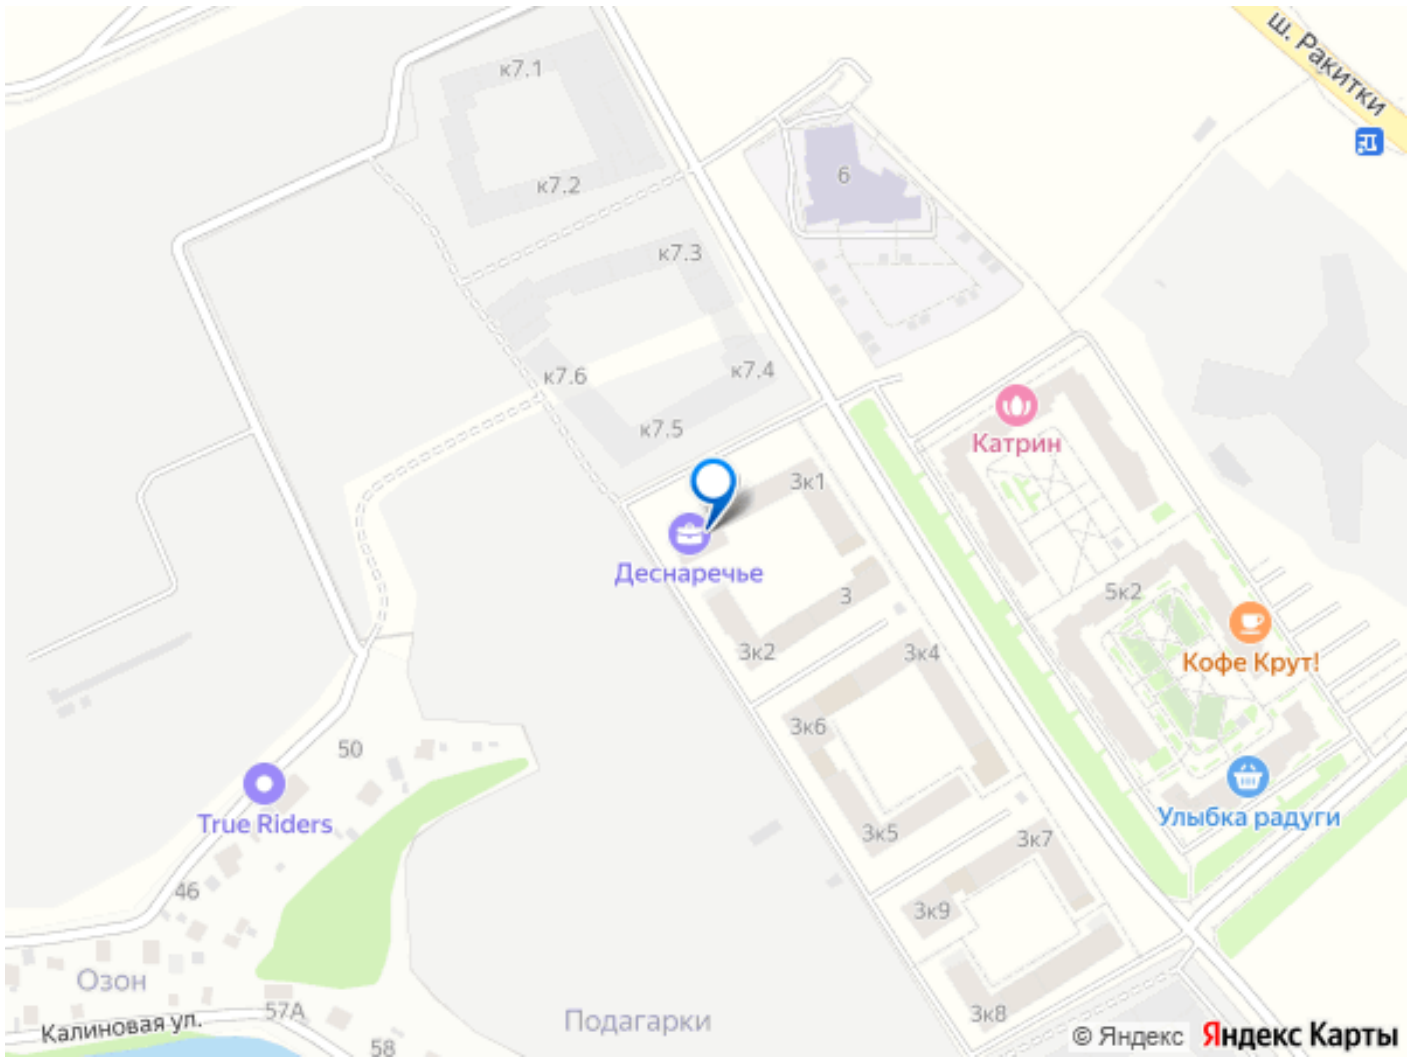 ш. Ракитки
к7.1
к7.2
6
к7.3
к7.4
к7.6
к7.5
Катрин
3к1
Деснаречье
3
5к2
3к2
3к4
Кофе Крут!
3к6
50
True Riders
Улыбка радуги
3к5
3к7
46
3к9
Озон
57А
Калиновая ул.
Подагарки
3к8
58
© Яндекс Яндекс Карты